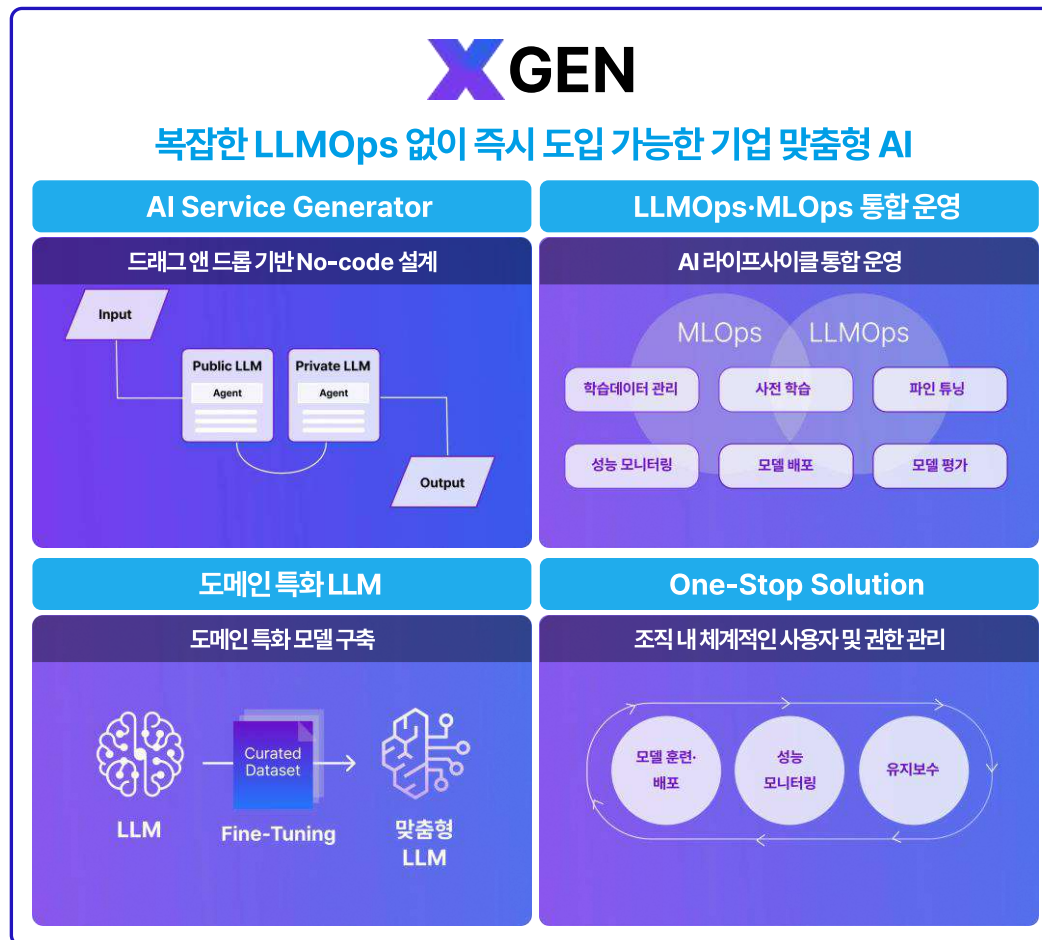 XGEN
복잡한 LLMOps 없이 즉시 도입 가능한 기업 맞춤형 AI
AI Service Generator
드래그 앤 드롭 기반 No-code 설계
Input
Public LLM
Agent
Private LLM
Agent
Output
LLMOps·MLOps 통합 운영
AI 라이프사이클 통합 운영
MLOps
LLMOps
학습데이터 관리
사전 학습
파인 튜닝
성능 모니터링
모델 배포
모델 평가
도메인 특화 LLM
도메인 특화 모델 구축
LLM
Curated
Dataset
Fine-Tuning
맞춤형
LLM
One-Stop Solution
조직 내 체계적인 사용자 및 권한 관리
모델 훈련·
배포
성능
모니터링
유지보수